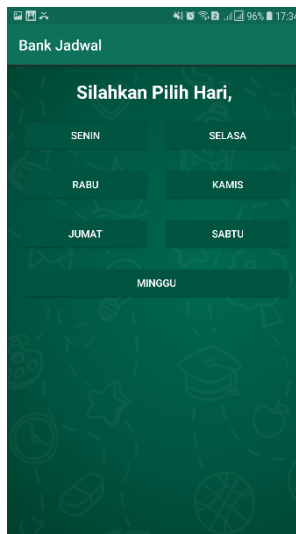 96% 17:34
Bank Jadwal
Silahkan Pilih Hari,
SENIN SELASA
RABU KAMIS
JUMAT SABTU
MINGGU